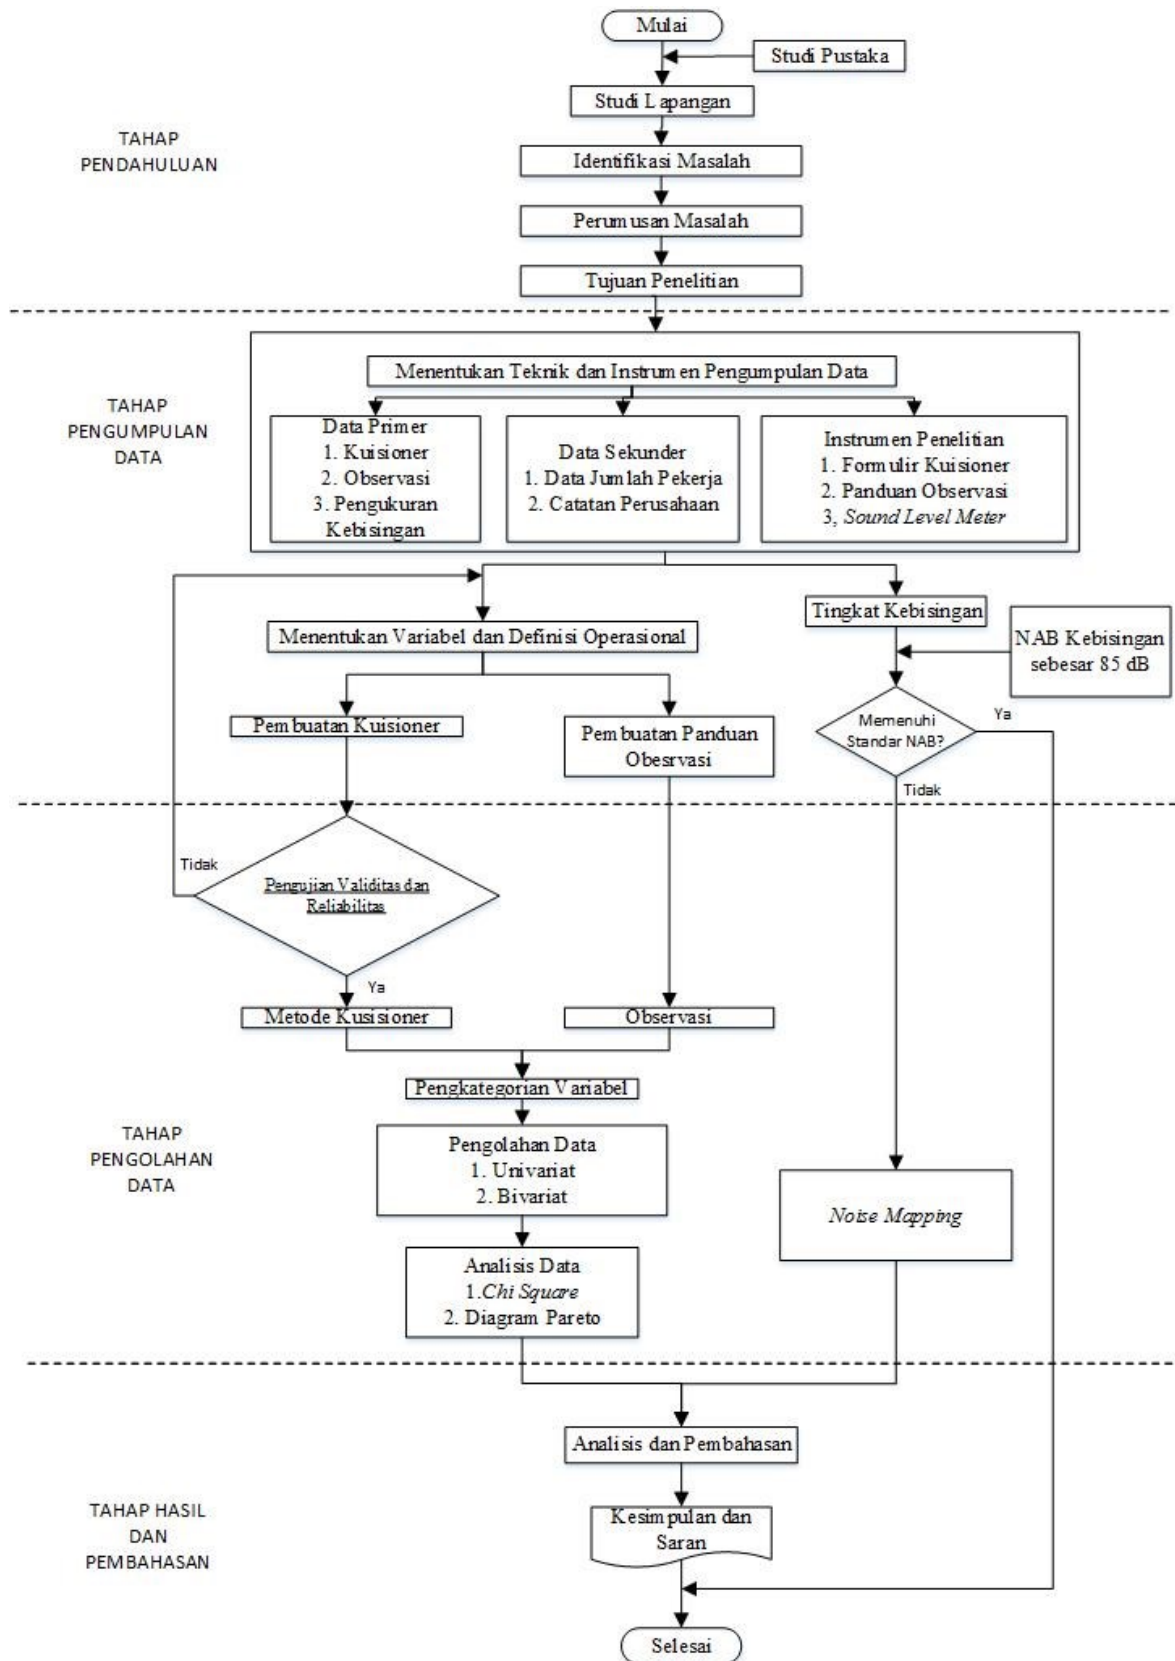 Mulai
Studi Pustaka
Studi Lapangan
TAHAP
PENDAHULUAN
Identifikasi Masalah
Perumusan Masalah
Tujuan Penelitian
TAHAP
PENGUMPULAN
DATA
Menentukan Teknik dan Instrumen Pengumpulan Data
Data Primer
1. Kuisioner
2. Observasi
3. Pengukuran
Kebisingan
Data Sekunder
1. Data Jumlah Pekerja
2. Catatan Perusahaan
Instrumen Penelitian
1. Formulir Kuisioner
2. Panduan Observasi
3, Sound Level Meter
Menentukan Variabel dan Definisi Operasional
Tingkat Kebisingan
NAB Kebisingan
sebesar 85 dB
Pembuatan Kuisioner
Pembuatan Panduan
Obesrvasi
Memenuhi
Standar NAB?
Ya
Tidak
Tidak
Pengujian Validitas dan
Reliabilitas
Ya
Metode Kusisioner
Observasi
Pengkategorian Variabel
TAHAP
PENGOLAHAN
DATA
Pengolahan Data
1. Univariat
2. Bivariat
Noise Mapping
Analisis Data
1.Chi Square
2. Diagram Pareto
Analisis dan Pembahasan
TAHAP HASIL
DAN
PEMBAHASAN
Kesimpulan dan
Saran
Selesai